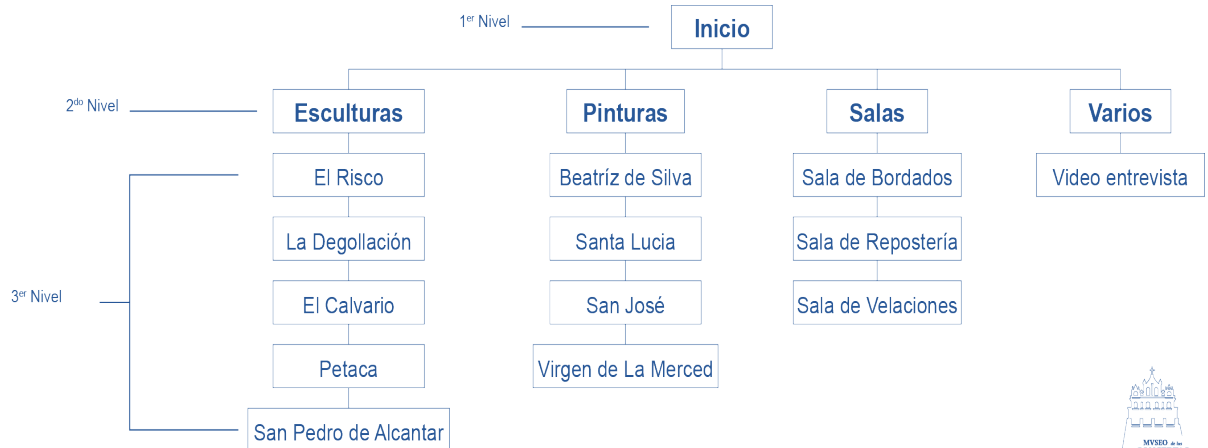 1er Nivel
Inicio
2do Nivel
Esculturas
Pinturas
Salas
Varios
3er Nivel
El Risco
Beatríz de Silva
Sala de Bordados
Video entrevista
La Degollación
Santa Lucia
Sala de Repostería
El Calvario
San José
Sala de Velaciones
Petaca
Virgen de La Merced
San Pedro de Alcantar
MVSEO de las